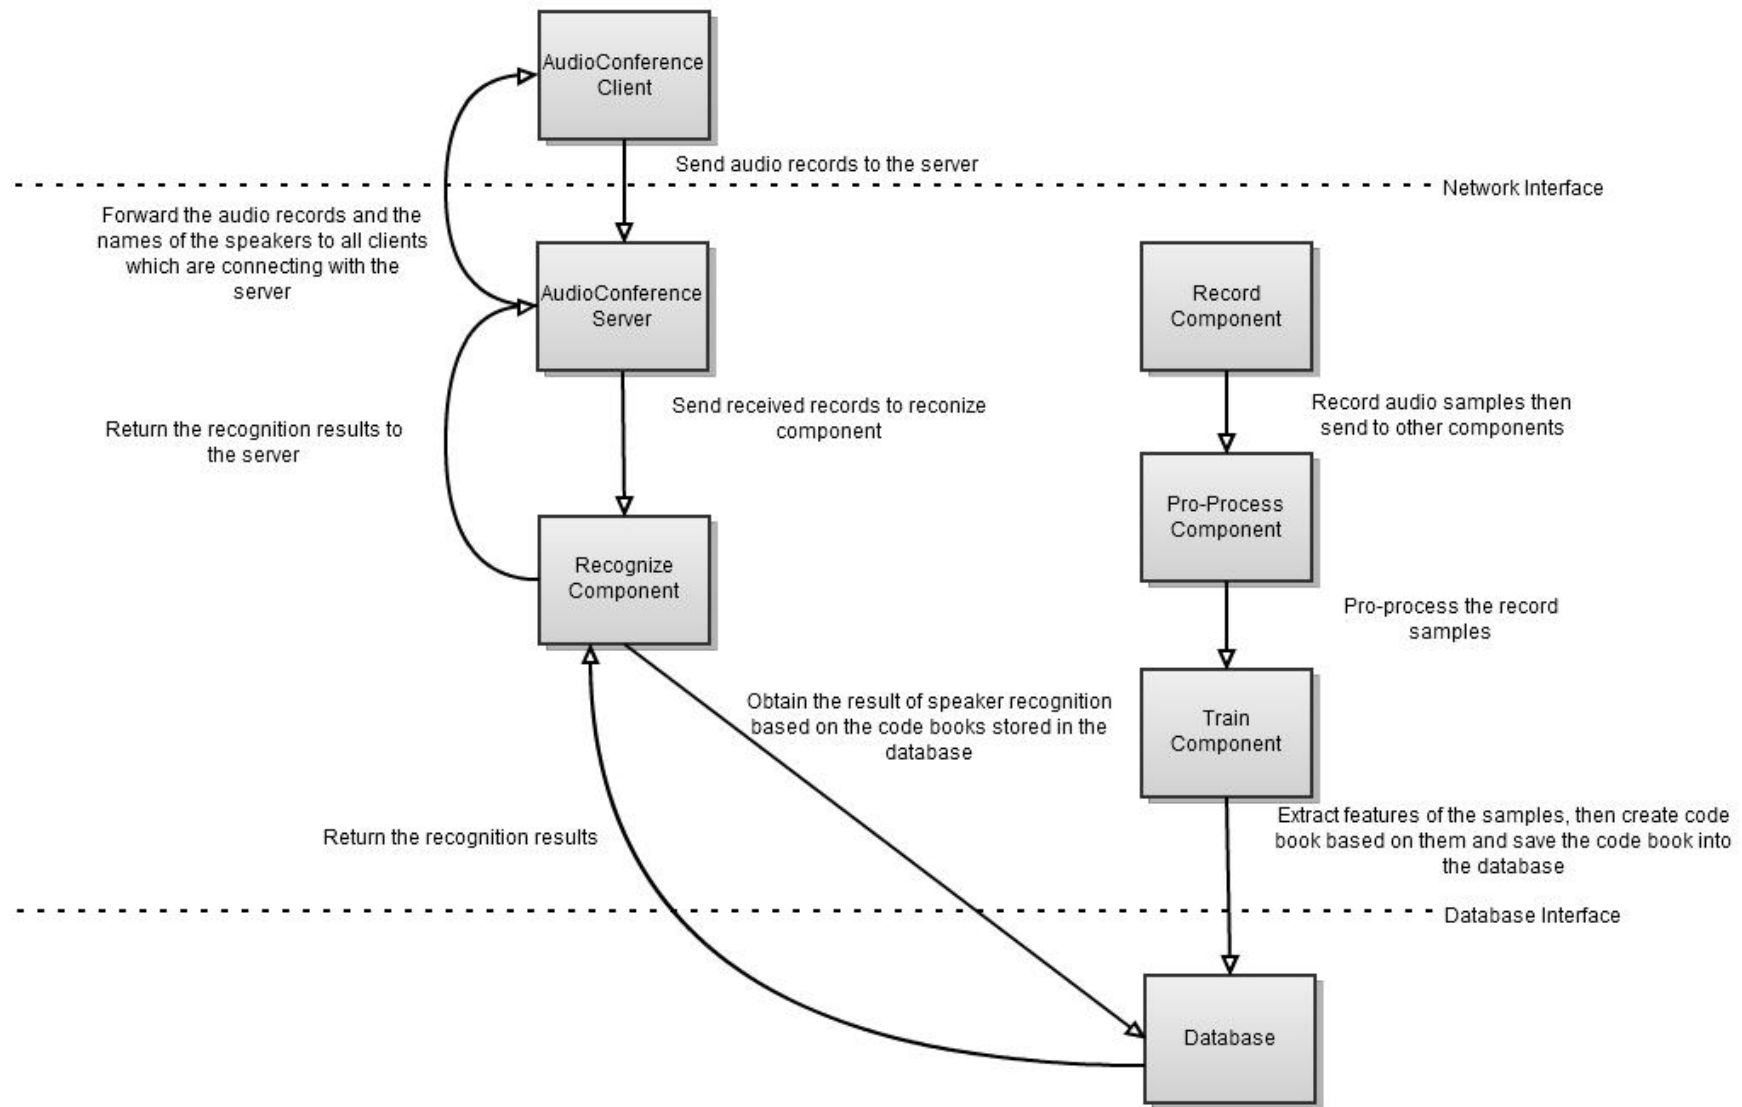 AudioConference
Client
Send audio records to the server
Network Interface
Forward the audio records and the
names of the speakers to all clients
which are connecting with the
server
AudioConference
Server
Record
Component
Return the recognition results to
the server
Send received records to reconize
component
Record audio samples then
send to other components
Pro-Process
Component
Recognize
Component
Pro-process the record
samples
Obtain the result of speaker recognition
based on the code books stored in the
database
Train
Component
Return the recognition results
Extract features of the samples, then create code
book based on them and save the code book into
the database
Database Interface
Database